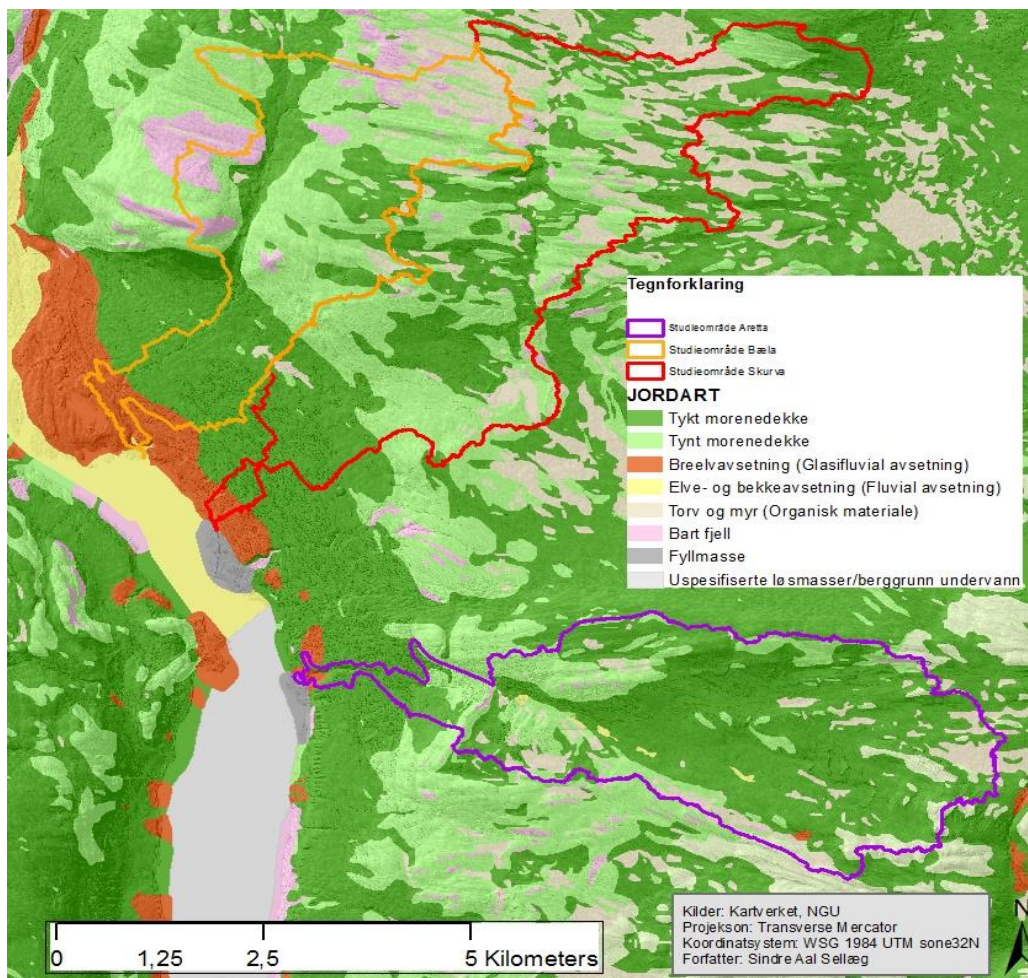 Tegnforklaring
Studieområde Aretta
Studieområde Bæla
Studieområde Skurva
JORDART
Tykt morenedekke
Tynt morenedekke
Breelvavsetning (Glasifluvial avsetning)
Elve- og bekkeavsetning (Fluvial avsetning)
Torv og myr (Organisk materiale)
Bart fjell
Fyllmasse
Uspesifiserte løsmasser/berggrunn undervann
0 1,25 2,5 5 Kilometers
Kilder: Kartverket, NGU
Projekson: Transverse Mercator
Koordinatsystem: WSG 1984 UTM sone32N
Forfatter: Sindre Aal Sellæg
N